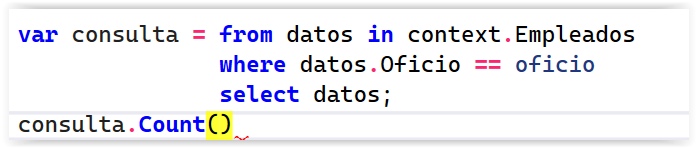 var consulta = from datos in context.Empleados
where datos.Oficio == oficio
select datos;
consulta.Count()